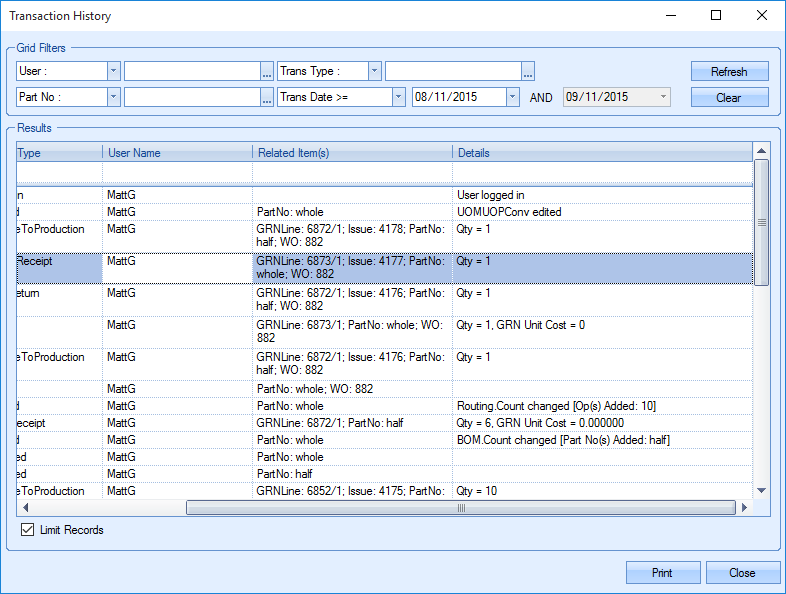 Transaction History
Grid Filters
User : ... Trans Type : ... Refresh
Part No : ... Trans Date >= 08/11/2015 AND 09/11/2015 Clear
Results
Type User Name Related Item(s) Details
n MattG User logged in
d MattG PartNo: whole UOMUOPConv edited
eToProduction MattG GRNLine: 6872/1; Issue: 4178; PartNo: Qty = 1
half; WO: 882
Receipt MattG GRNLine: 6873/1; Issue: 4177; PartNo: Qty = 1
whole; WO: 882
eturn MattG GRNLine: 6872/1; Issue: 4176; PartNo: Qty = 1
half; WO: 882
MattG GRNLine: 6873/1; PartNo: whole; WO: Qty = 1, GRN Unit Cost = 0
882
eToProduction MattG GRNLine: 6872/1; Issue: 4176; PartNo: Qty = 1
half; WO: 882
MattG PartNo: whole; WO: 882
d MattG PartNo: whole Routing.Count changed [Op(s) Added: 10]
eceipt MattG GRNLine: 6872/1; PartNo: half Qty = 6, GRN Unit Cost = 0.000000
d MattG PartNo: whole BOM.Count changed [Part No(s) Added: half]
ed MattG PartNo: whole
ed MattG PartNo: half
eToProduction MattG GRNLine: 6852/1; Issue: 4175; PartNo: Qty = 10
Limit Records
Print Close